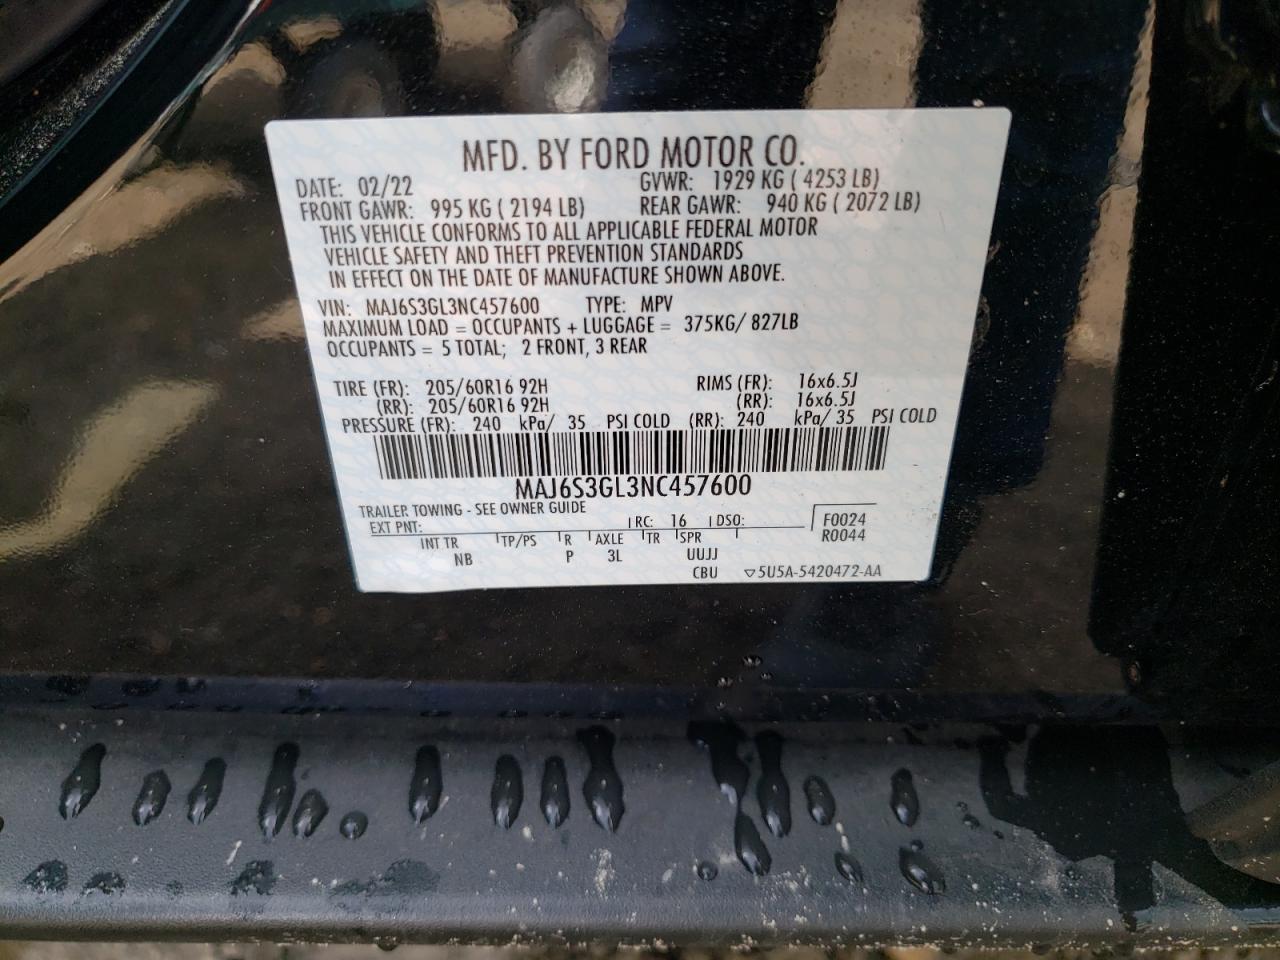 MFD. BY FORD MOTOR CO.
DATE: 02/22 GVWR: 1929 KG ( 4253 LB)
FRONT GAWR: 995 KG ( 2194 LB) REAR GAWR: 940 KG ( 2072 LB)
THIS VEHICLE CONFORMS TO ALL APPLICABLE FEDERAL MOTOR
VEHICLE SAFETY AND THEFT PREVENTION STANDARDS
IN EFFECT ON THE DATE OF MANUFACTURE SHOWN ABOVE.
VIN: MAJ6S3GL3NC457600 TYPE: MPV
MAXIMUM LOAD = OCCUPANTS + LUGGAGE = 375KG/ 827LB
OCCUPANTS = 5 TOTAL; 2 FRONT, 3 REAR
TIRE (FR): 205/60R16 92H RIMS (FR): 16x6.5J
(RR): 205/60R16 92H (RR): 16x6.5J
PRESSURE (FR): 240 kPa/ 35 PSI COLD (RR): 240 kPa/ 35 PSI COLD
MAJ6S3GL3NC457600
TRAILER TOWING - SEE OWNER GUIDE
EXT PNT: RC: 16 DSO: F0024
INT TR TP/PS R AXLE TR SPR R0044
NB P 3L UUJJ
CBU ▽5U5A-5420472-AA